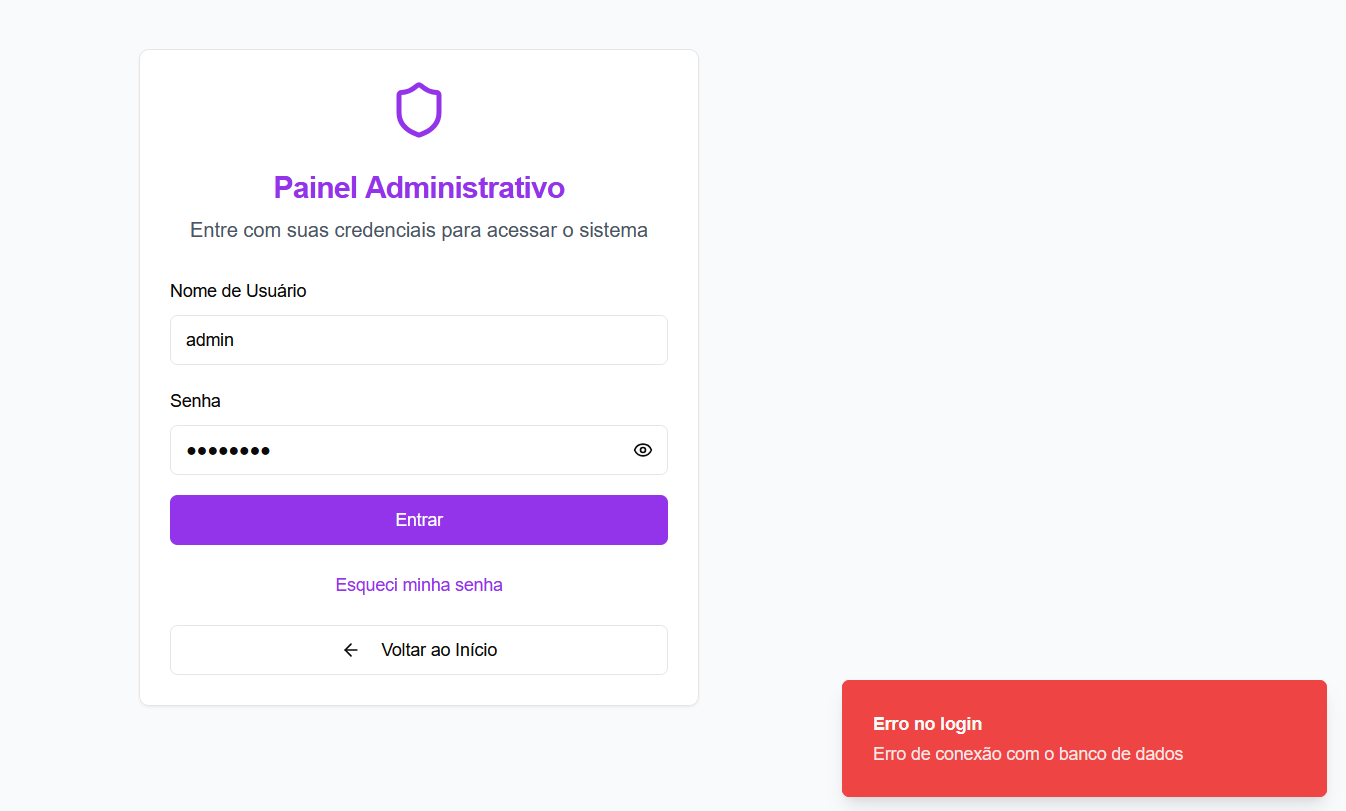 Painel Administrativo
Entre com suas credenciais para acessar o sistema
Nome de Usuário
admin
Senha
••••••••
Entrar
Esqueci minha senha
Voltar ao Início
Erro no login
Erro de conexão com o banco de dados